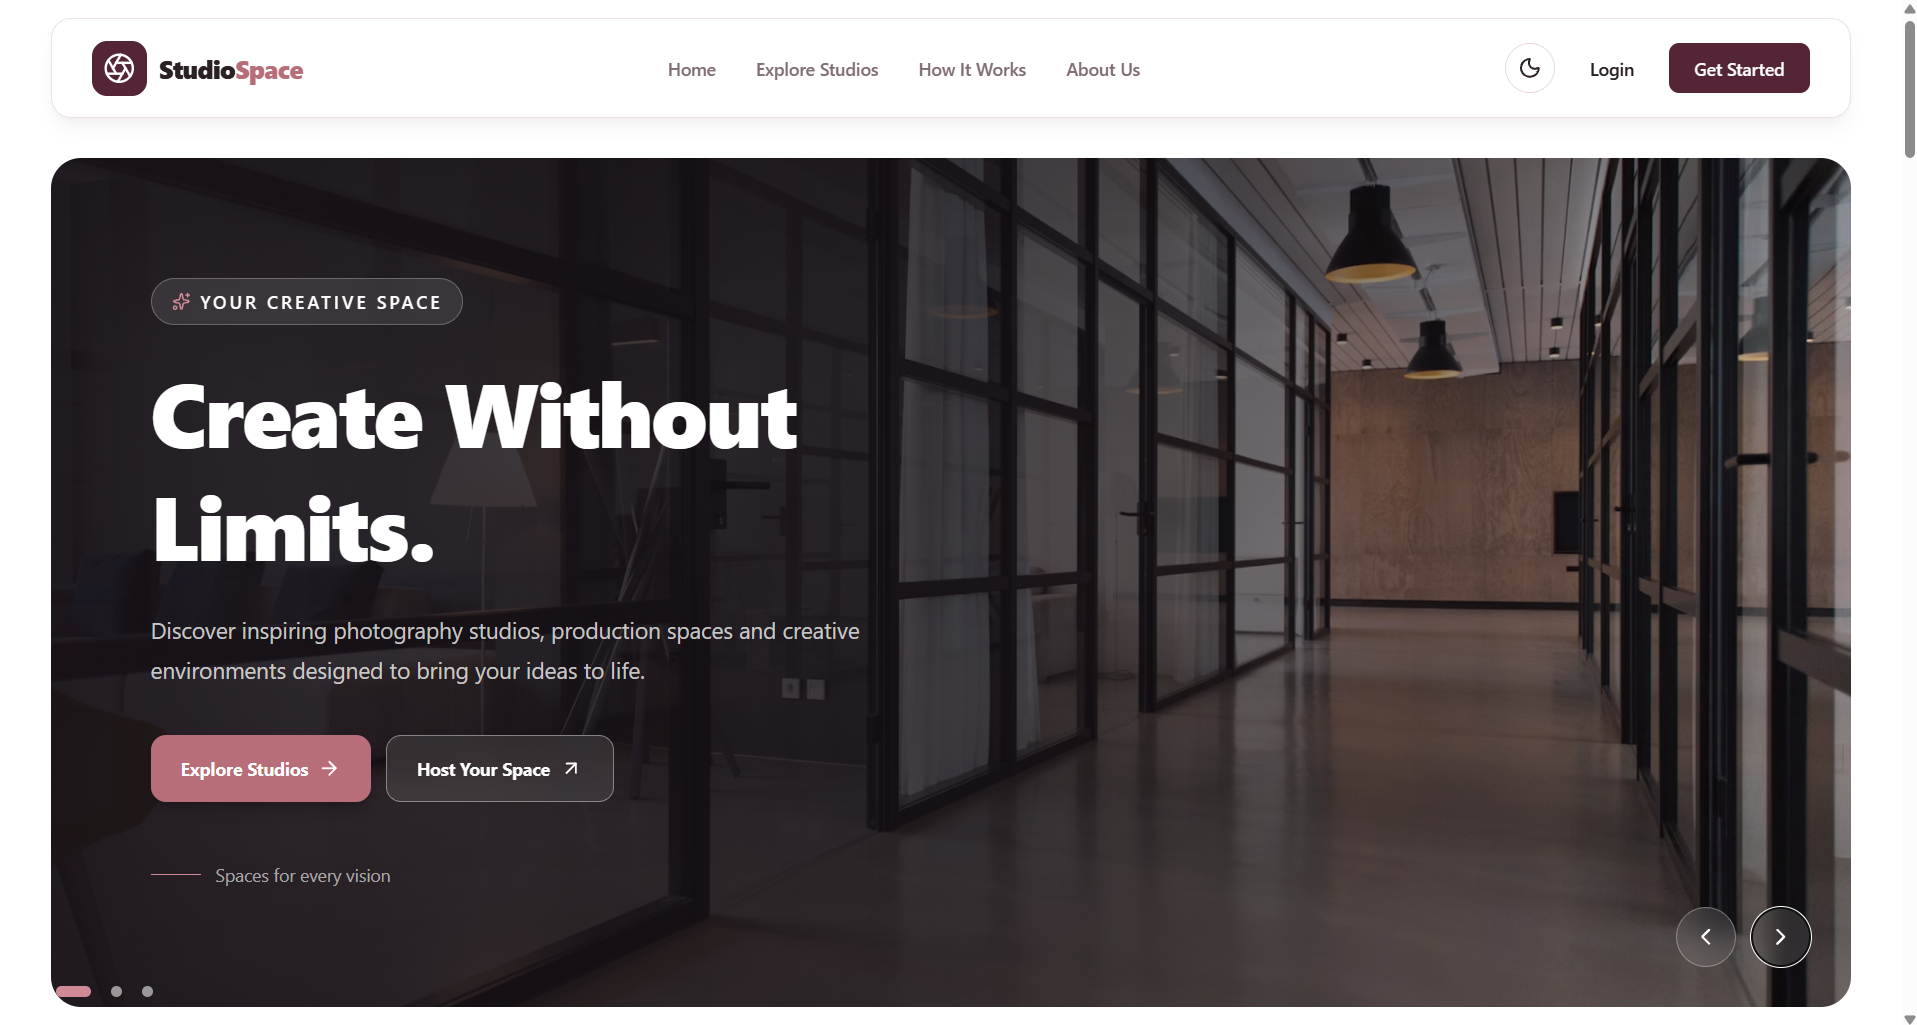 StudioSpace
Home
Explore Studios
How It Works
About Us
Login
Get Started
YOUR CREATIVE SPACE
Create Without
Limits.
Discover inspiring photography studios, production spaces and creative
environments designed to bring your ideas to life.
Explore Studios
Host Your Space
Spaces for every vision